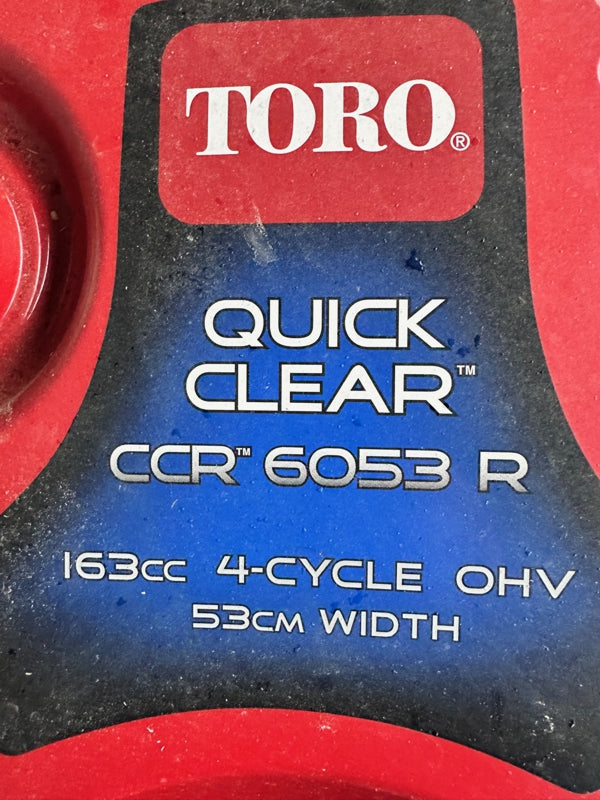 TORO®
QUICK
CLEAR™
CCR™ 6053 R
163cc 4-CYCLE OHV
53cm WIDTH